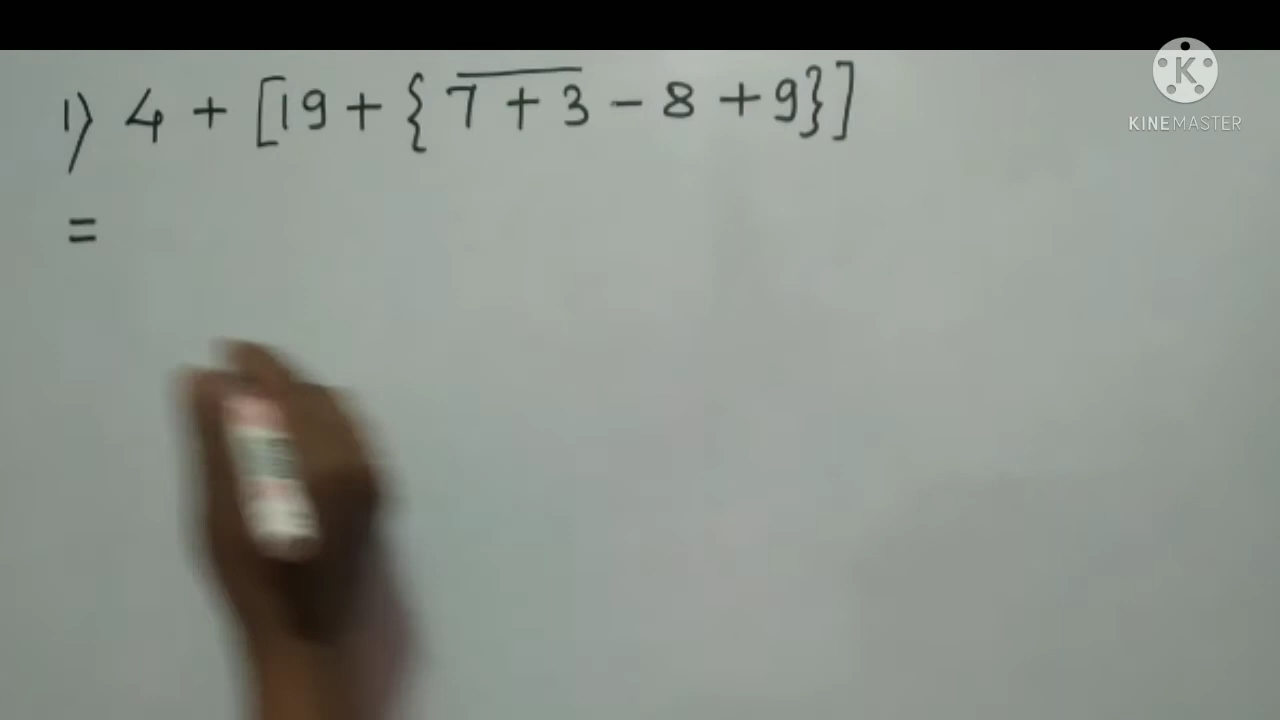 1) 4 + [19 + { 7 + 3 - 8 + 9}]
=
K
KINEMASTER